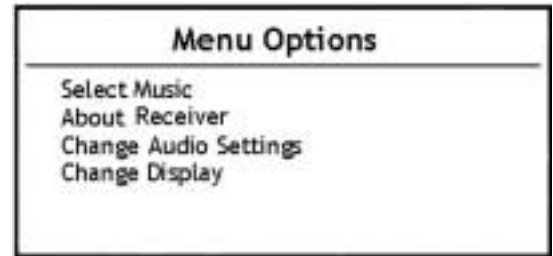 Menu Options
Select Music
About Receiver
Change Audio Settings
Change Display